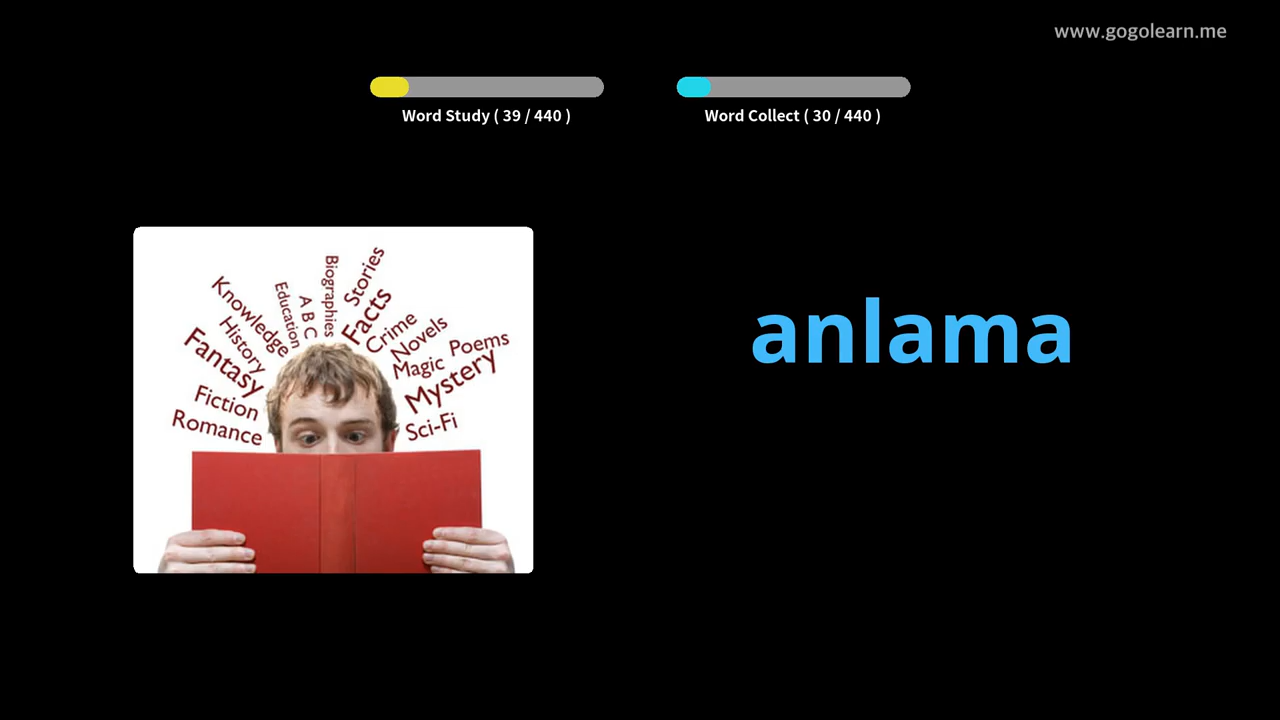 www.gogolearn.me
Word Study ( 39 / 440 )
Word Collect ( 30 / 440 )
Knowledge
Education
A B C
Biographies
Stories
Facts
History
Crime
Novels
Fantasy
Magic
Poems
Mystery
Fiction
Romance
Sci-Fi
anlama